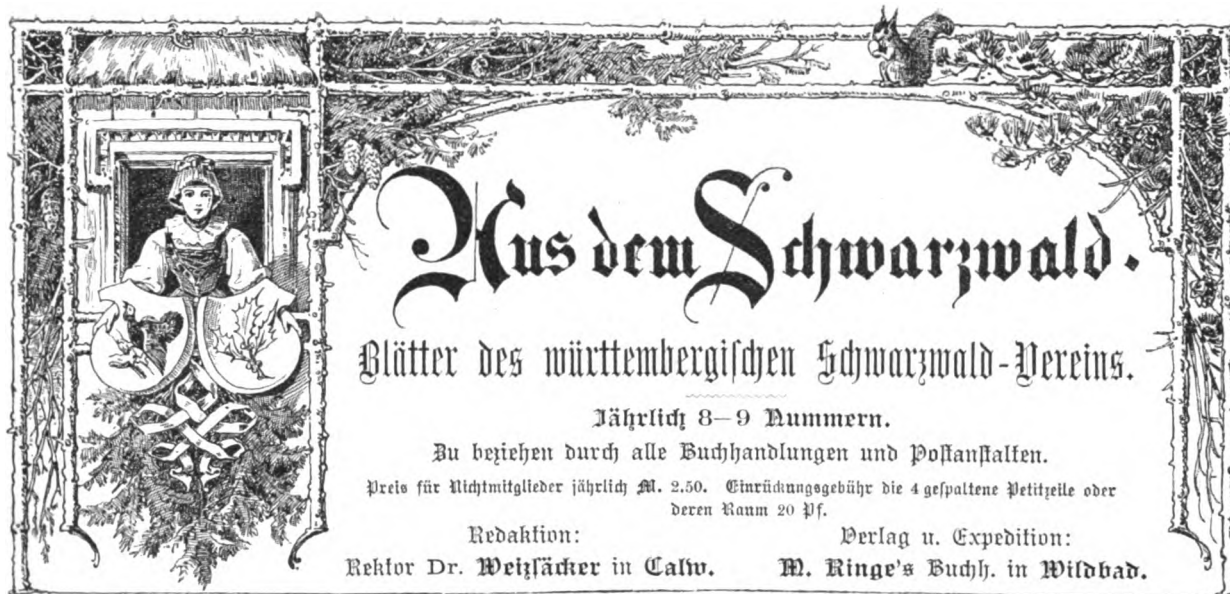 Aus dem Schwarzwald.
Blätter des württembergischen Schwarzwald-Vereins.
Jährlich 8–9 Nummern.
Zu beziehen durch alle Buchhandlungen und Postanstalten.
Preis für Nichtmitglieder jährlich M. 2.50. Einrückungsgebühr die 4 gespaltene Petitzeile oder
deren Raum 20 Pf.
Redaktion:
Rektor Dr. Weizsäcker in Calw.
Verlag u. Expedition:
M. Ringe's Buchh. in Wildbad.